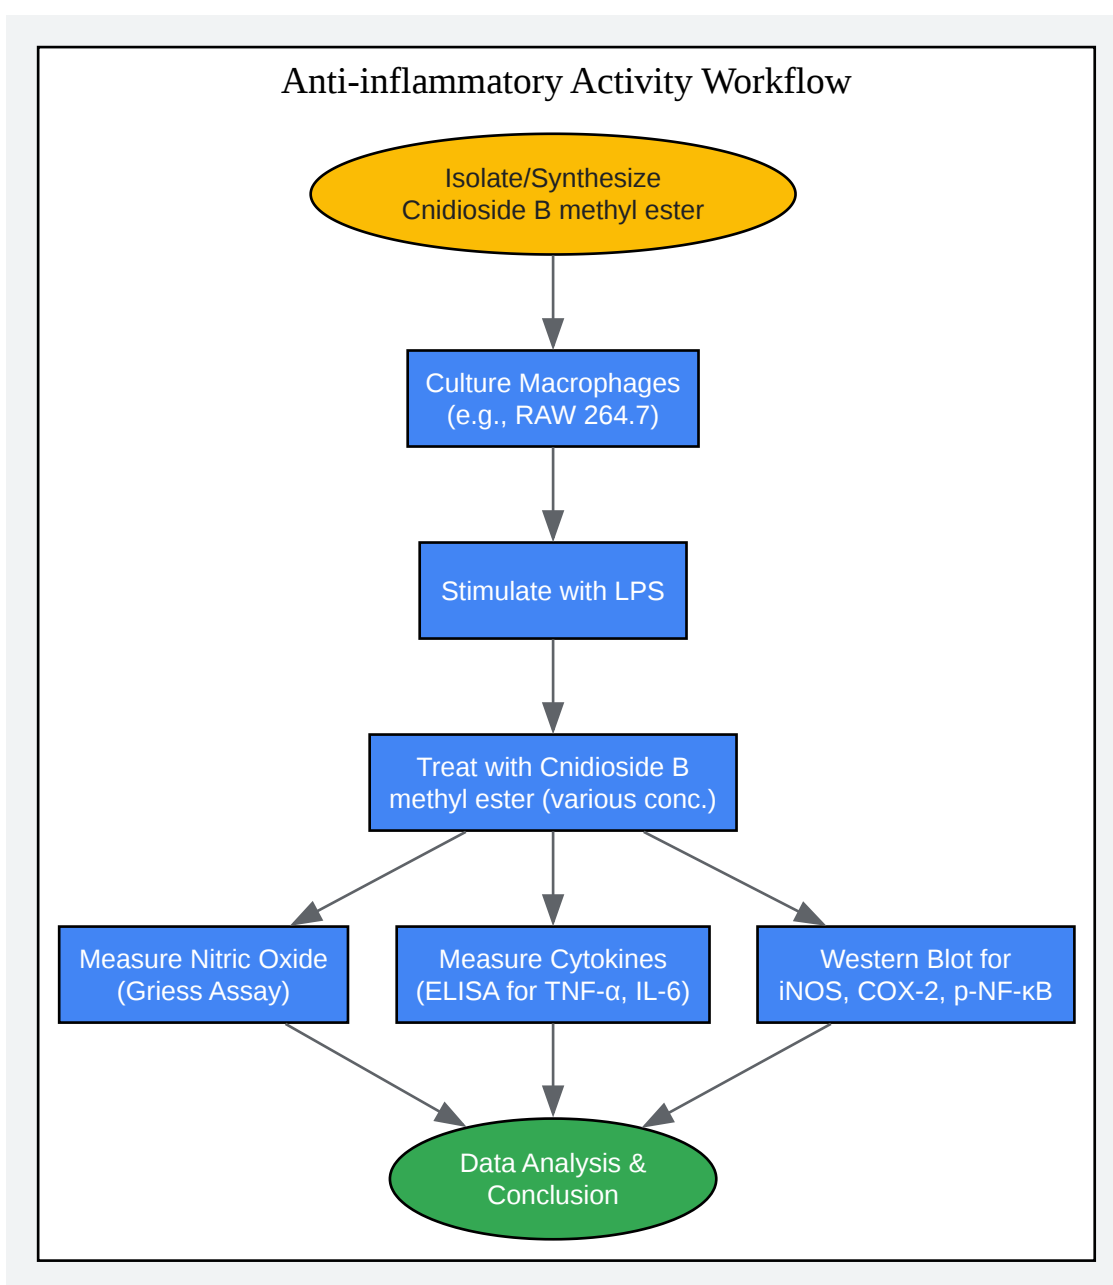 Anti-inflammatory Activity Workflow
Isolate/Synthesize
Cnidioside B methyl ester
Culture Macrophages
(e.g., RAW 264.7)
Stimulate with LPS
Treat with Cnidioside B
methyl ester (various conc.)
Measure Nitric Oxide
(Griess Assay)
Measure Cytokines
(ELISA for TNF-α, IL-6)
Western Blot for
iNOS, COX-2, p-NF-κB
Data Analysis &
Conclusion